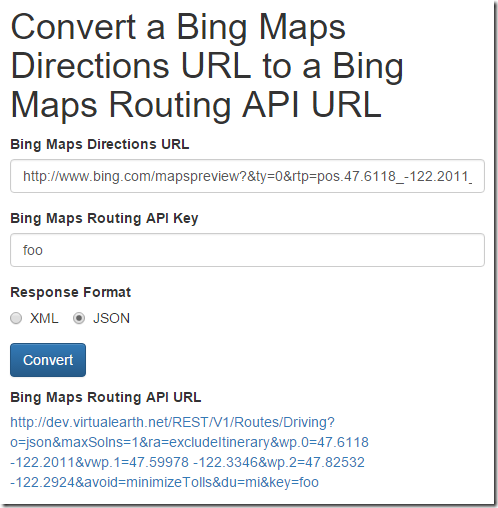 Convert a Bing Maps
Directions URL to a Bing
Maps Routing API URL
Bing Maps Directions URL
http://www.bing.com/mapspreview?&ty=0&rtp=pos.47.6118_-122.2011_
Bing Maps Routing API Key
foo
Response Format
XML JSON
Convert
Bing Maps Routing API URL
http://dev.virtualearth.net/REST/V1/Routes/Driving?
o=json&maxSolns=1&ra=excludeItinerary&wp.0=47.6118
-122.2011&vwp.1=47.59978 -122.3346&wp.2=47.82532
-122.2924&avoid=minimizeTolls&du=mi&key=foo